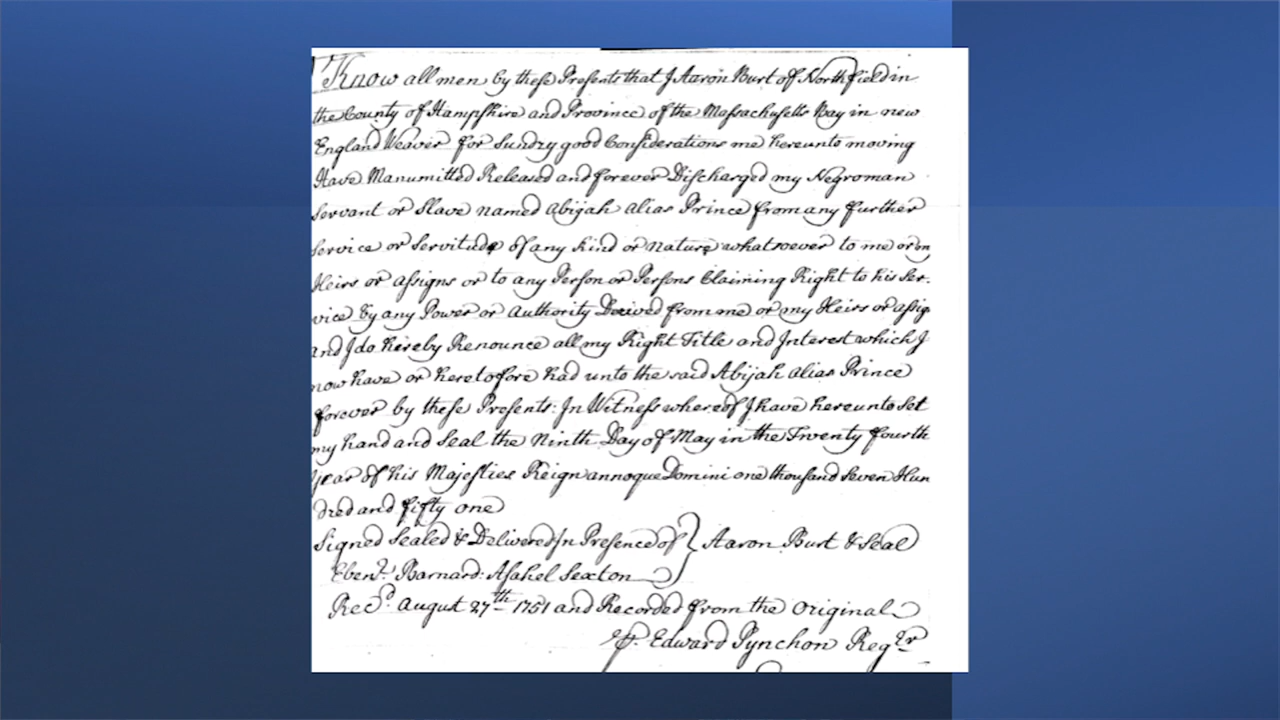 Know all men by these Presents that I Aaron Burt of Northfield in
the County of Hampshire and Province of the Massachusetts Bay in new
England Weaver for Sundry good Considerations me hereunto moving
Have Manumitted Released and forever Discharged my Negroman
Servant or Slave named Abijah alias Prince from any further
Service or Servitude of any kind or nature whatsoever to me or my
Heirs or assigns or to any Person or Persons Claiming Right to his Ser-
vice by any Power or Authority Derived from me or my Heirs or assig
and I do hereby Renounce all my Right Title and Interest which I
now have or heretofore had unto the said Abijah alias Prince
forever by these Presents: In Witness whereof I have hereunto Set
my hand and Seal the Ninth Day of May in the Twenty fourth
year of his Majesties Reign annoque Domini one thousand Seven Hun
dred and fifty one
Signed Sealed & Delivered In Presence of } Aaron Burt & Seal
Ebenr. Barnard: Asahel Sexton
Recd. August 27th 1751 and Recorded from the Original
P. Edward Pynchon Regtr